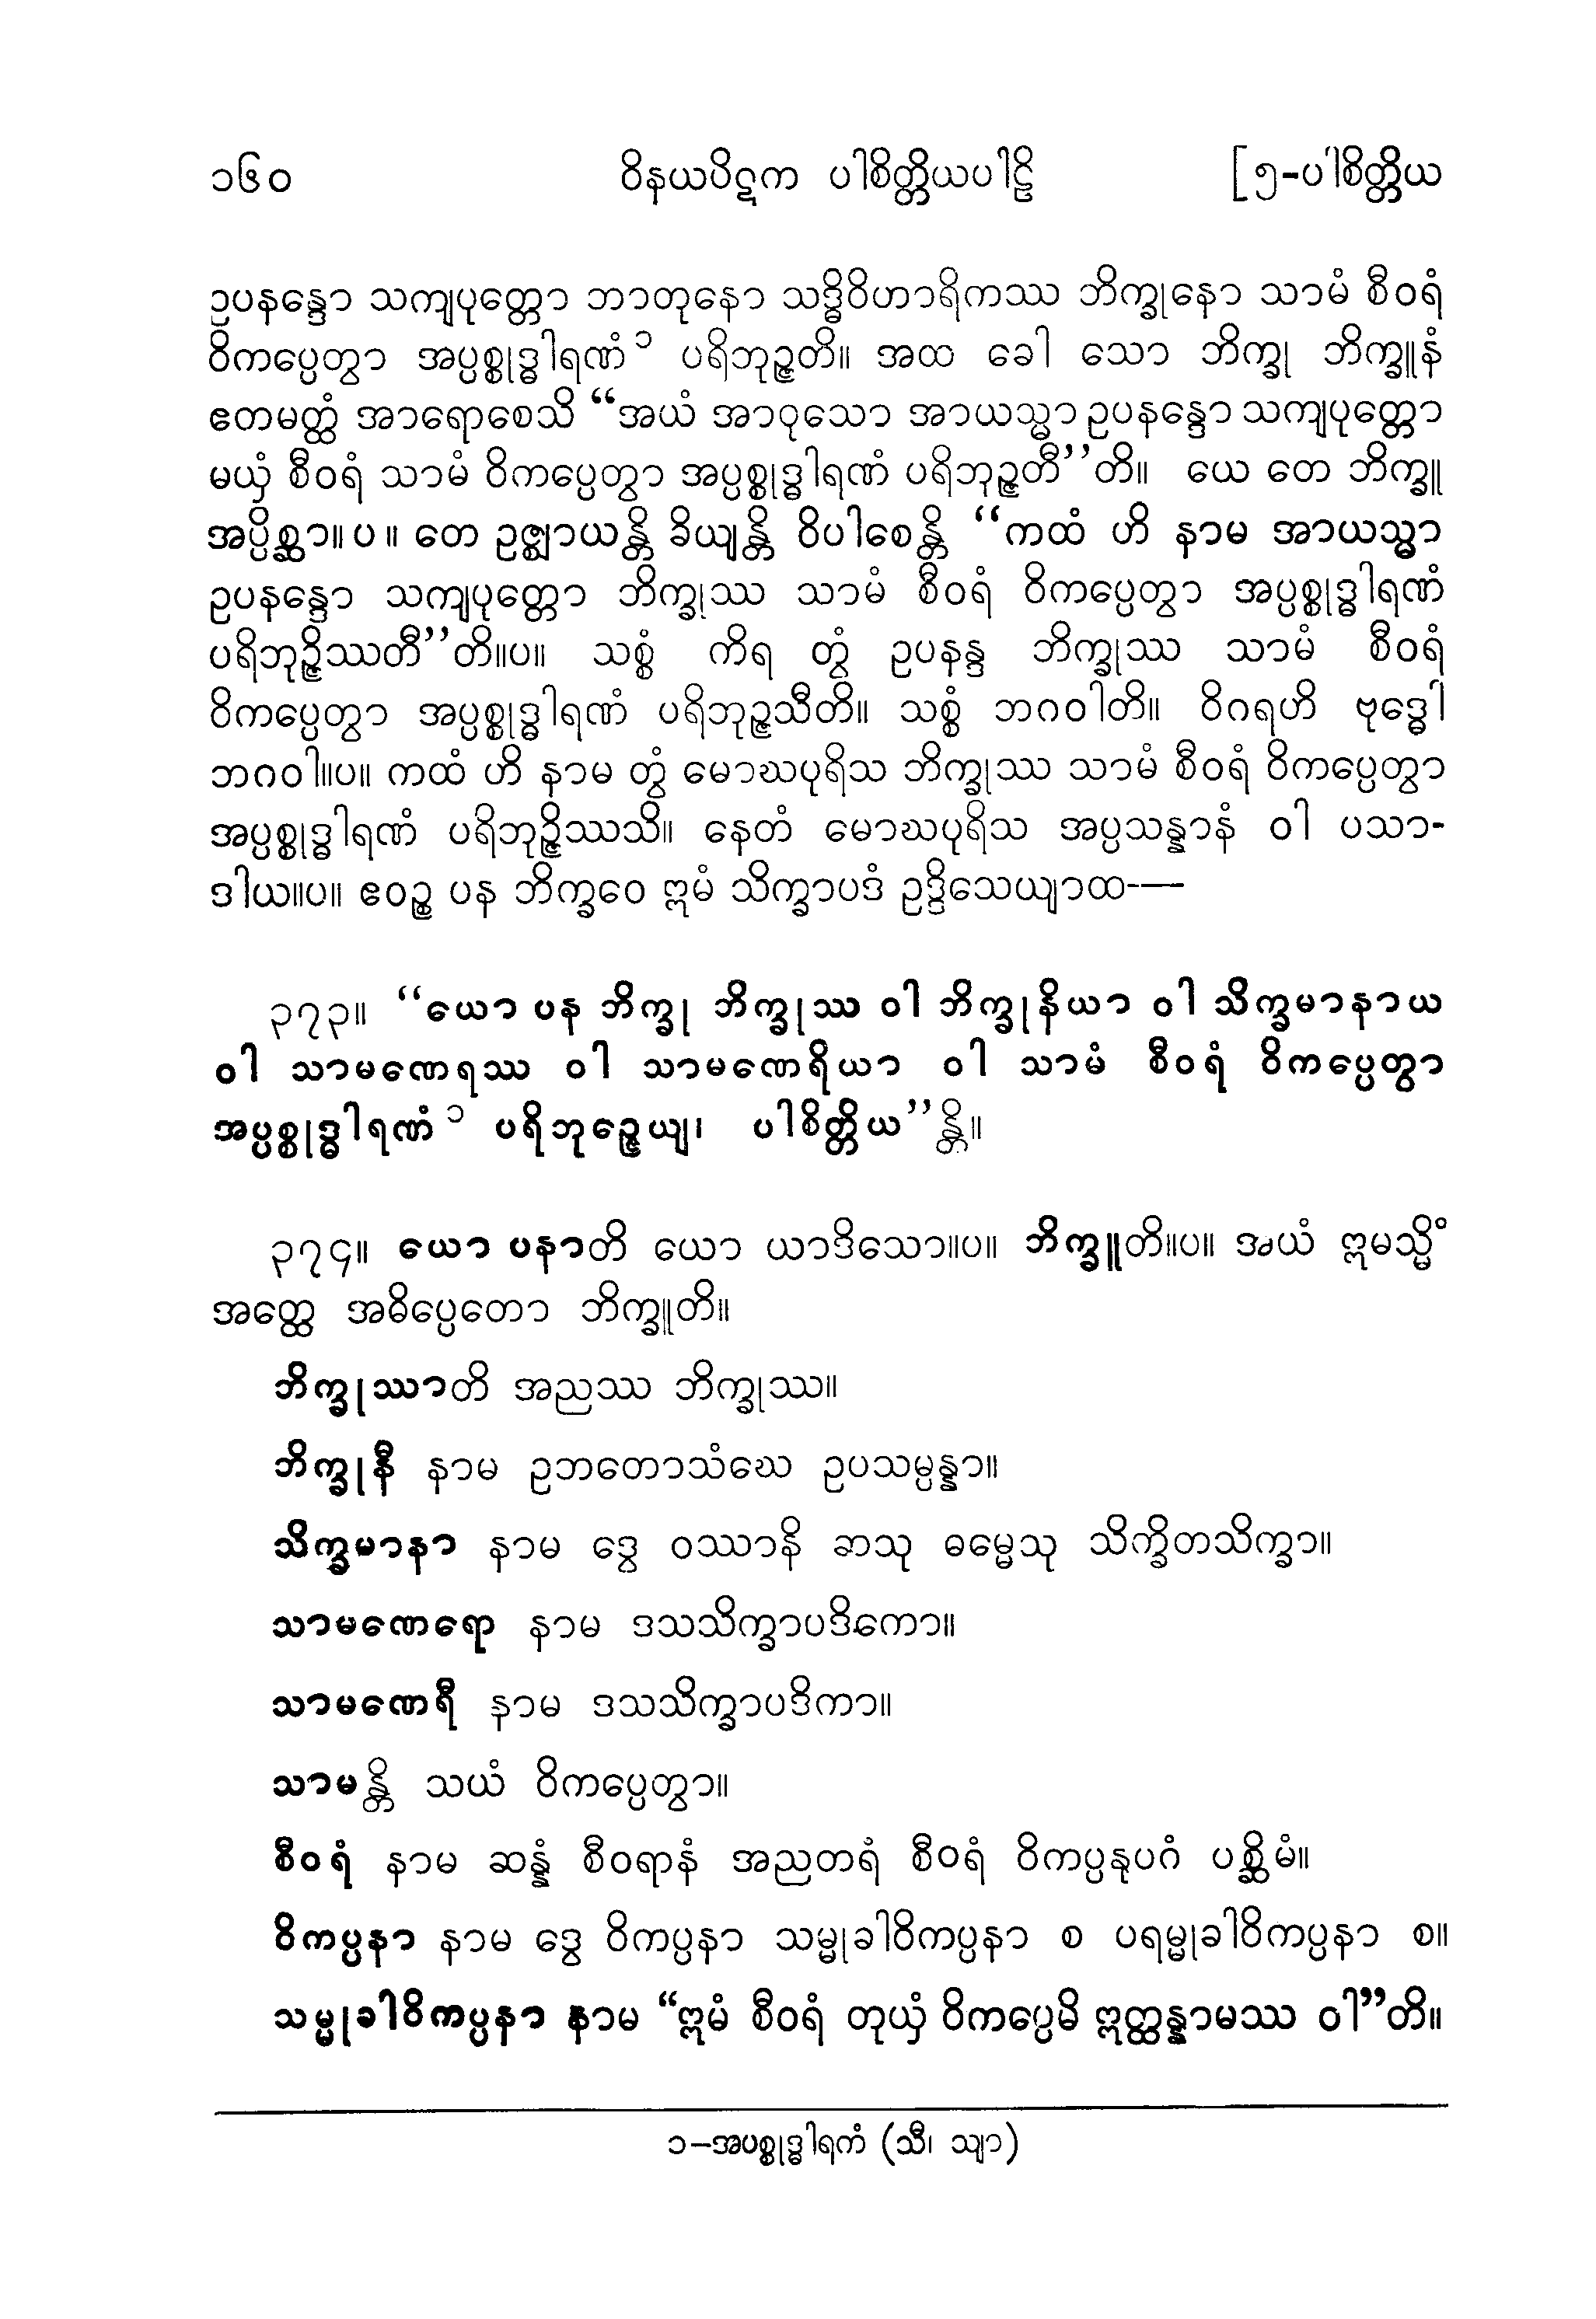 ၁၆၀ ဝိနယပိဋက ပါစိတ္တိယပါဠိ [၅-ပါစိတ္တိယ
ဥပနန္ဒော သကျပုတ္တော ဘာတုနော သဒ္ဓိဝိဟာရိကဿ ဘိက္ခုနော သာမံ စီဝရံ
ဝိကပ္ပေတွာ အပ္ပစ္စုဒ္ဓါရဏံ ၁ ပရိဘုဉ္ဇတိ။ အထ ခေါ သော ဘိက္ခု ဘိက္ခူနံ
ဧတမတ္ထံ အာရောစေသိ “အယံ အာဝုသော အာယသ္မာ ဥပနန္ဒော သကျပုတ္တော
မယှံ စီဝရံ သာမံ ဝိကပ္ပေတွာ အပ္ပစ္စုဒ္ဓါရဏံ ပရိဘုဉ္ဇတီ”တိ။ ယေ တေ ဘိက္ခူ
အပ္ပိစ္ဆာ။ပ။ တေ ဥဇ္ဈာယန္တိ ခိယျန္တိ ဝိပါစေန္တိ “ကထံ ဟိ နာမ အာယသ္မာ
ဥပနန္ဒော သကျပုတ္တော ဘိက္ခုဿ သာမံ စီဝရံ ဝိကပ္ပေတွာ အပ္ပစ္စုဒ္ဓါရဏံ
ပရိဘုဉ္ဇိဿတီ”တိ။ပ။ သစ္စံ ကိရ တွံ ဥပနန္ဒ ဘိက္ခုဿ သာမံ စီဝရံ
ဝိကပ္ပေတွာ အပ္ပစ္စုဒ္ဓါရဏံ ပရိဘုဉ္ဇသီတိ။ သစ္စံ ဘဂဝါတိ။ ဝိဂရဟိ ဗုဒ္ဓေါ
ဘဂဝါ။ပ။ ကထံ ဟိ နာမ တွံ မောဃပုရိသ ဘိက္ခုဿ သာမံ စီဝရံ ဝိကပ္ပေတွာ
အပ္ပစ္စုဒ္ဓါရဏံ ပရိဘုဉ္ဇိဿသိ။ နေတံ မောဃပုရိသ အပ္ပသန္နာနံ ဝါ ပသာ-
ဒါယ။ပ။ ဧဝဉ္စ ပန ဘိက္ခဝေ ဣမံ သိက္ခာပဒံ ဥဒ္ဒိသေယျာထ-—
၃၇၃။ “ယော ပန ဘိက္ခု ဘိက္ခုဿ ဝါ ဘိက္ခုနိယာ ဝါ သိက္ခမာနာယ
ဝါ သာမဏေရဿ ဝါ သာမဏေရိယာ ဝါ သာမံ စီဝရံ ဝိကပ္ပေတွာ
အပ္ပစ္စုဒ္ဓါရဏံ ၁ ပရိဘုဉ္ဇေယျ၊ ပါစိတ္တိယ”န္တိ။
၃၇၄။ ယော ပနာတိ ယော ယာဒိသော။ပ။ ဘိက္ခူတိ။ပ။ အယံ ဣမသ္မိံ
အတ္ထေ အဓိပ္ပေတော ဘိက္ခူတိ။
ဘိက္ခုဿာတိ အညဿ ဘိက္ခုဿ။
ဘိက္ခုနီ နာမ ဥဘတောသံဃေ ဥပသမ္ပန္နာ။
သိက္ခမာနာ နာမ ဒွေ ဝဿာနိ ဆသု ဓမ္မေသု သိက္ခိတသိက္ခာ။
သာမဏေရော နာမ ဒသသိက္ခာပဒိကော။
သာမဏေရီ နာမ ဒသသိက္ခာပဒိကာ။
သာမန္တိ သယံ ဝိကပ္ပေတွာ။
စီဝရံ နာမ ဆန္နံ စီဝရာနံ အညတရံ စီဝရံ ဝိကပ္ပနုပဂံ ပစ္ဆိမံ။
ဝိကပ္ပနာ နာမ ဒွေ ဝိကပ္ပနာ သမ္မုခါဝိကပ္ပနာ စ ပရမ္မုခါဝိကပ္ပနာ စ။
သမ္မုခါဝိကပ္ပနာ နာမ “ဣမံ စီဝရံ တုယှံ ဝိကပ္ပေမိ ဣတ္ထန္နာမဿ ဝါ”တိ။
၁–အပစ္စုဒ္ဓါရကံ (သီ၊ သျာ)